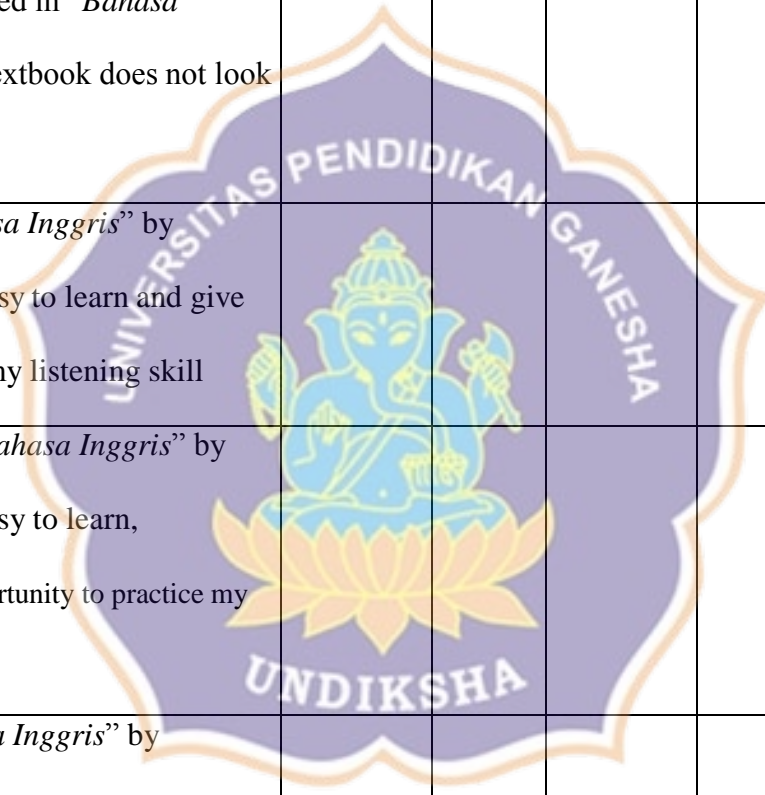 ed in "Bahasa
extbook does not look
UNIVERSITAS PENDIDIKAN GANESHA
sa Inggris" by
sy to learn and give
ny listening skill
ahasa Inggris" by
sy to learn,
rtunity to practice my
UNDIKSHA
a Inggris" by